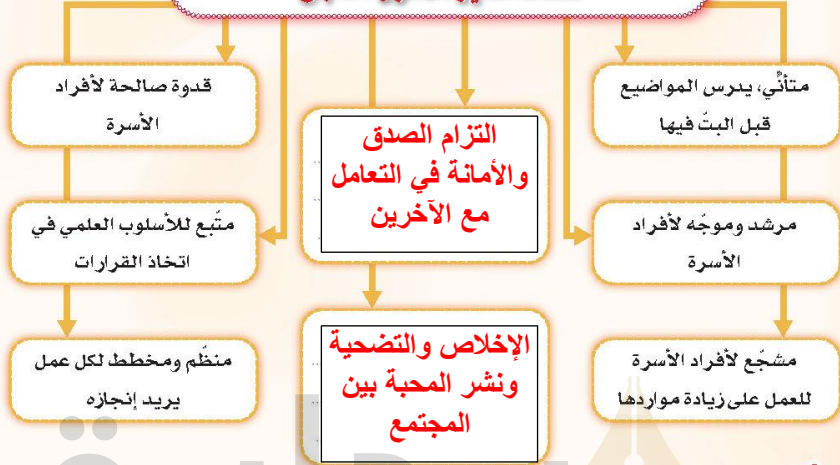 متأنٍّي، يدرس المواضيع
قبل البتّ فيها
قدوة صالحة لأفراد
الأسرة
التزام الصدق
والأمانة في التعامل
مع الآخرين
مرشد وموجّه لأفراد
الأسرة
متّبع للأسلوب العلمي في
اتخاذ القرارات
الإخلاص والتضحية
ونشر المحبة بين
المجتمع
مشجّع لأفراد الأسرة
للعمل على زيادة مواردها
منظّم ومخطط لكل عمل
يريد إنجازه